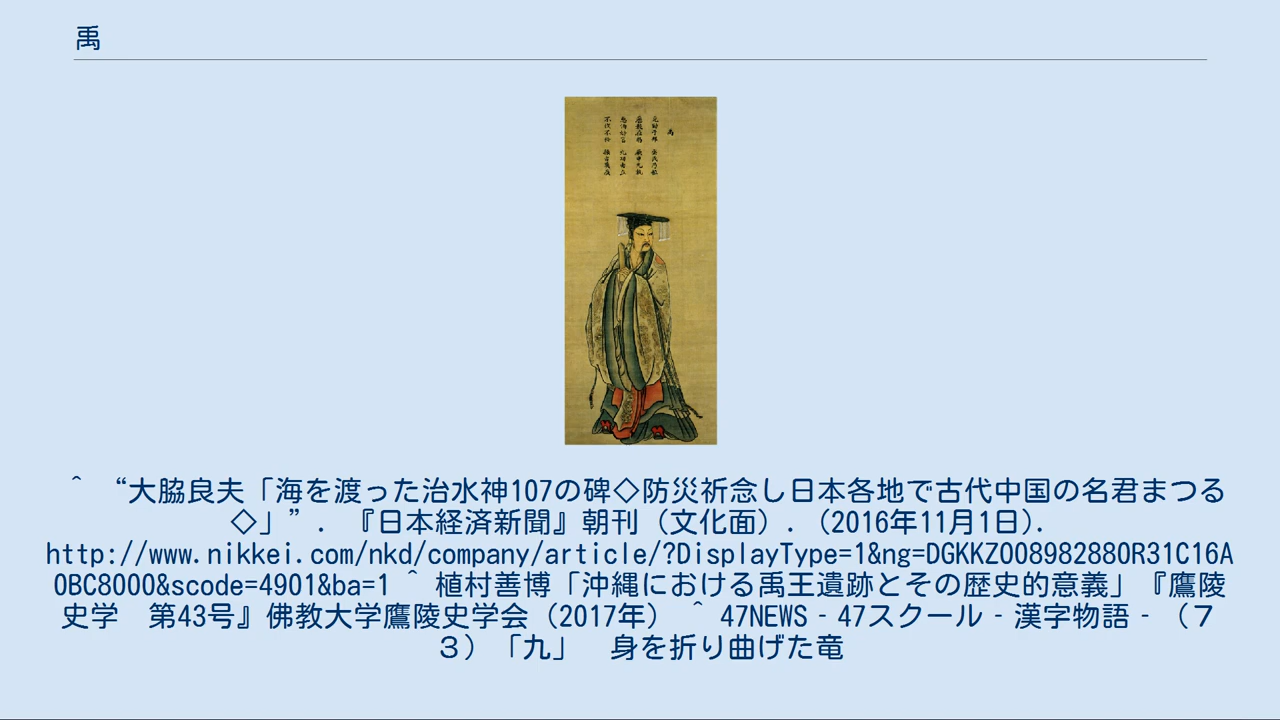 禹
^ “大脇良夫「海を渡った治水神107の碑◇防災祈念し日本各地で古代中国の名君まつる
◇」”. 『日本経済新聞』朝刊（文化面）. （2016年11月1日).
http://www.nikkei.com/nkd/company/article/?DisplayType=1&ng=DGKKZO08982880R31C16A
0BC8000&scode=4901&ba=1 ^ 植村善博「沖縄における禹王遺跡とその歴史的意義」『鷹陵
史学　第43号』佛教大学鷹陵史学会（2017年） ^ 47NEWS - 47スクール - 漢字物語 - （７
３）「九」　身を折り曲げた竜